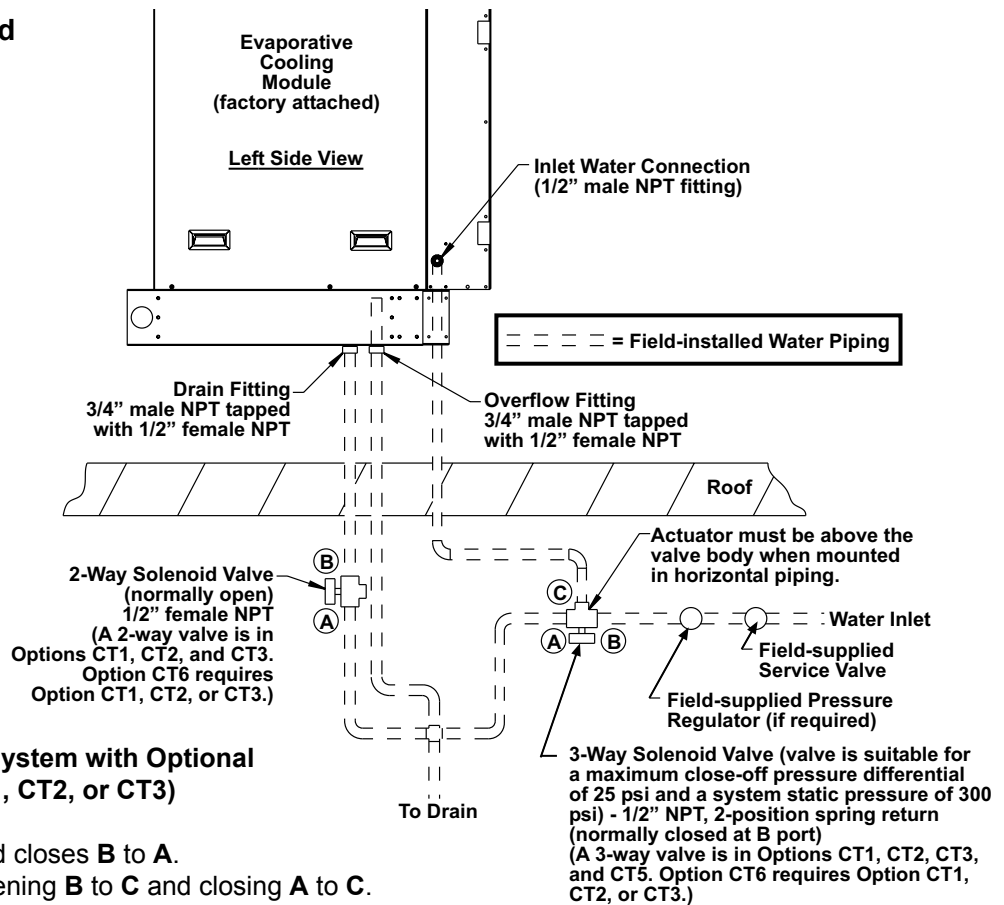 d
Evaporative
Cooling
Module
(factory attached)
Left Side View
Inlet Water Connection
(1/2” male NPT fitting)
= Field-installed Water Piping
Drain Fitting
3/4” male NPT tapped
with 1/2” female NPT
Overflow Fitting
3/4” male NPT tapped
with 1/2” female NPT
Roof
Actuator must be above the
valve body when mounted
in horizontal piping.
B
A
2-Way Solenoid Valve
(normally open)
1/2” female NPT
(A 2-way valve is in
Options CT1, CT2, and CT3.
Option CT6 requires
Option CT1, CT2, or CT3.)
C
A
B
Water Inlet
Field-supplied
Service Valve
Field-supplied Pressure
Regulator (if required)
3-Way Solenoid Valve (valve is suitable for
a maximum close-off pressure differential
of 25 psi and a system static pressure of 300
psi) - 1/2” NPT, 2-position spring return
(normally closed at B port)
(A 3-way valve is in Options CT1, CT2, CT3,
and CT5. Option CT6 requires Option CT1,
CT2, or CT3.)
To Drain
ystem with Optional
, CT2, or CT3)
d closes B to A.
ening B to C and closing A to C.